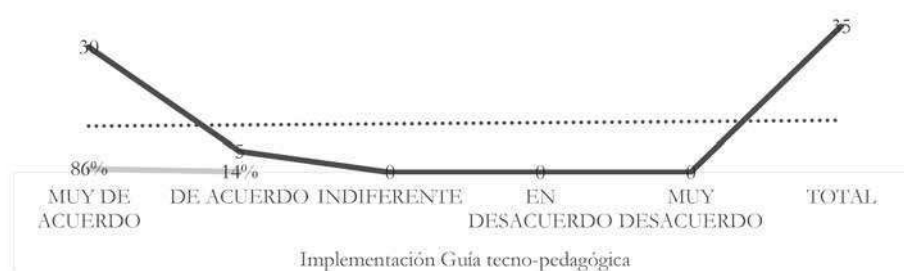 30
35
5
0
0
0
86%
14%
MUY DE ACUERDO
DE ACUERDO
INDIFERENTE
EN DESACUERDO
MUY DESACUERDO
TOTAL
Implementación Guía tecno-pedagógica